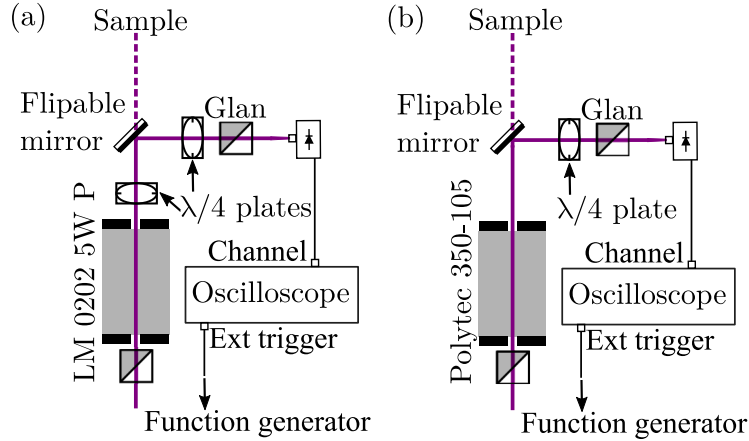 (a)
Sample
Flipable
mirror
Glan
λ/4 plates
LM 0202 5W P
Channel
Oscilloscope
Ext trigger
Function generator
(b)
Sample
Flipable
mirror
Glan
λ/4 plate
Polytec 350-105
Channel
Oscilloscope
Ext trigger
Function generator